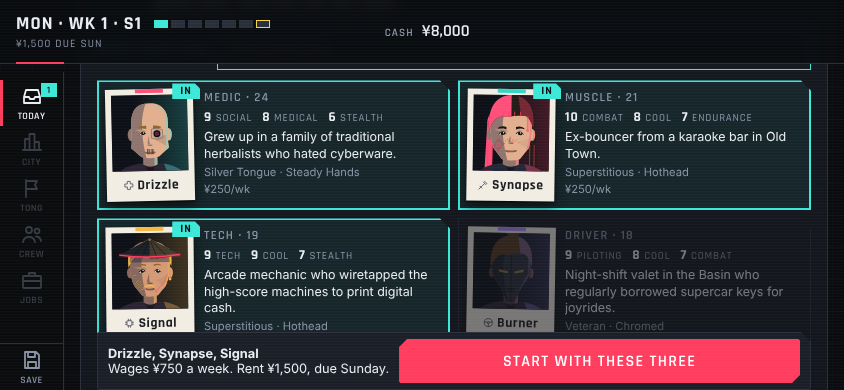 MON · WK 1 · S1
¥1,500 DUE SUN
CASH ¥8,000
1
TODAY
CITY
TONG
CREW
JOBS
SAVE
IN
MEDIC · 24
9 SOCIAL 8 MEDICAL 6 STEALTH
Grew up in a family of traditional
herbalists who hated cyberware.
Silver Tongue · Steady Hands
¥250/wk
Drizzle
IN
MUSCLE · 21
10 COMBAT 8 COOL 7 ENDURANCE
Ex-bouncer from a karaoke bar in Old
Town.
Superstitious · Hothead
¥250/wk
Synapse
IN
TECH · 19
9 TECH 9 COOL 7 STEALTH
Arcade mechanic who wiretapped the
high-score machines to print digital
cash.
Superstitious · Hothead
Signal
DRIVER · 18
9 PILOTING 8 COOL 7 COMBAT
Night-shift valet in the Basin who
regularly borrowed supercar keys for
joyrides.
Veteran · Chromed
Burner
Drizzle, Synapse, Signal
Wages ¥750 a week. Rent ¥1,500, due Sunday.
START WITH THESE THREE